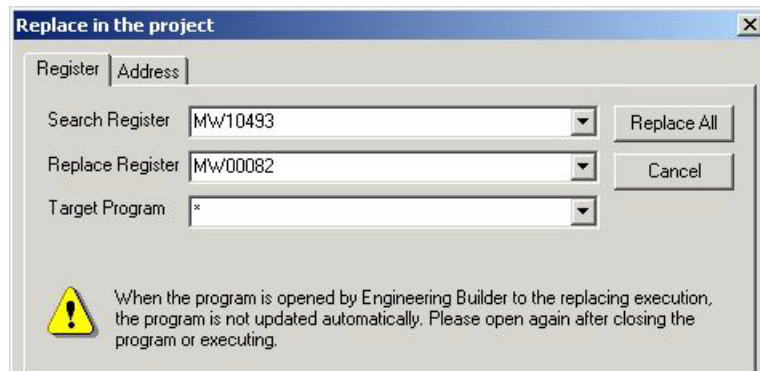 Replace in the project
Register Address
Search Register MW10493 Replace All
Replace Register MW00082 Cancel
Target Program *
When the program is opened by Engineering Builder to the replacing execution,
the program is not updated automatically. Please open again after closing the
program or executing.